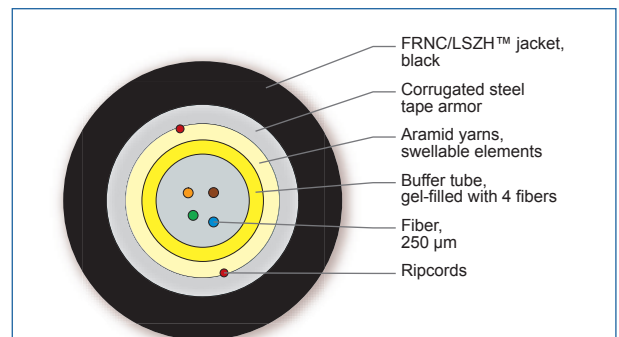 FRNC/LSZH™ jacket,
black
Corrugated steel
tape armor
Aramid yarns,
swellable elements
Buffer tube,
gel-filled with 4 fibers
Fiber,
250 µm
Ripcords